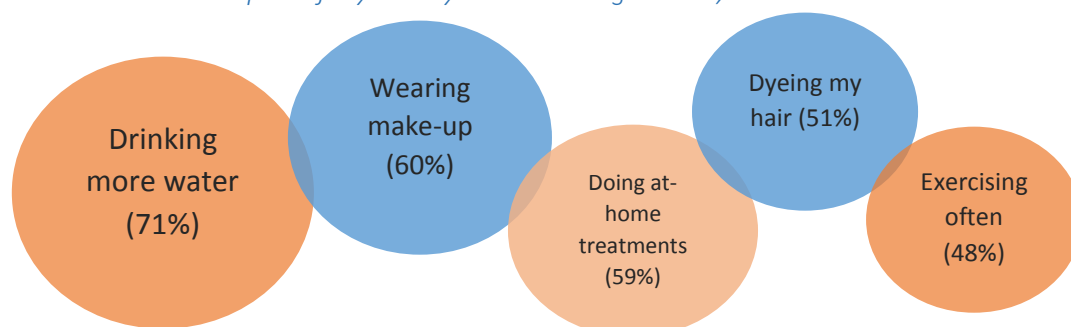 Drinking
more water
(71%)
Wearing
make-up
(60%)
Doing at-
home
treatments
(59%)
Dyeing my
hair (51%)
Exercising
often
(48%)